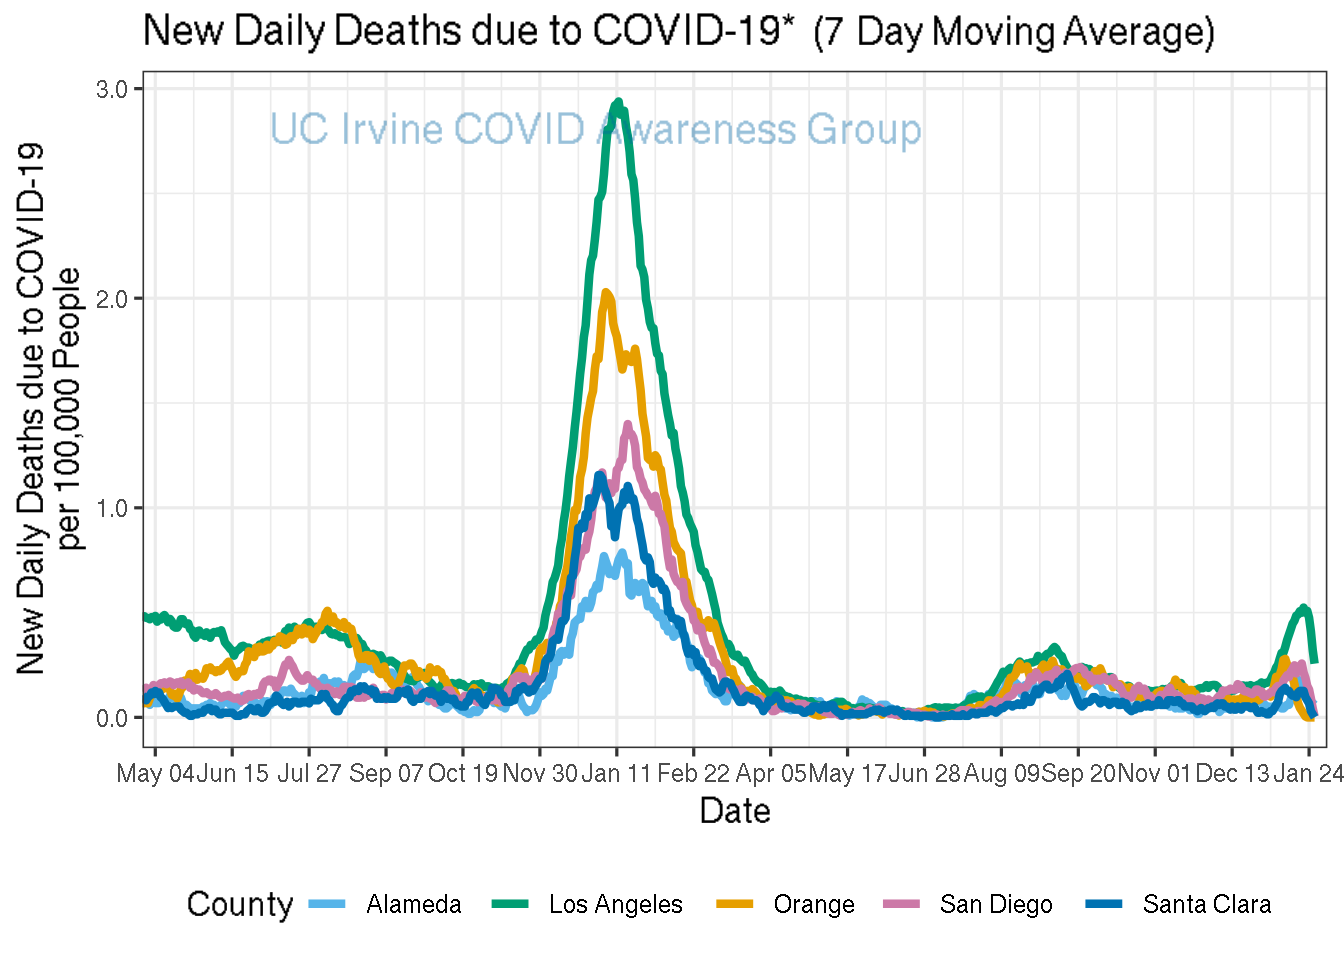 New Daily Deaths due to COVID-19* (7 Day Moving Average)
UC Irvine COVID Awareness Group
New Daily Deaths due to COVID-19
per 100,000 People
3.0
2.0
1.0
0.0
May 04 Jun 15 Jul 27 Sep 07 Oct 19 Nov 30 Jan 11 Feb 22 Apr 05 May 17 Jun 28 Aug 09 Sep 20 Nov 01 Dec 13 Jan 24
Date
County Alameda Los Angeles Orange San Diego Santa Clara